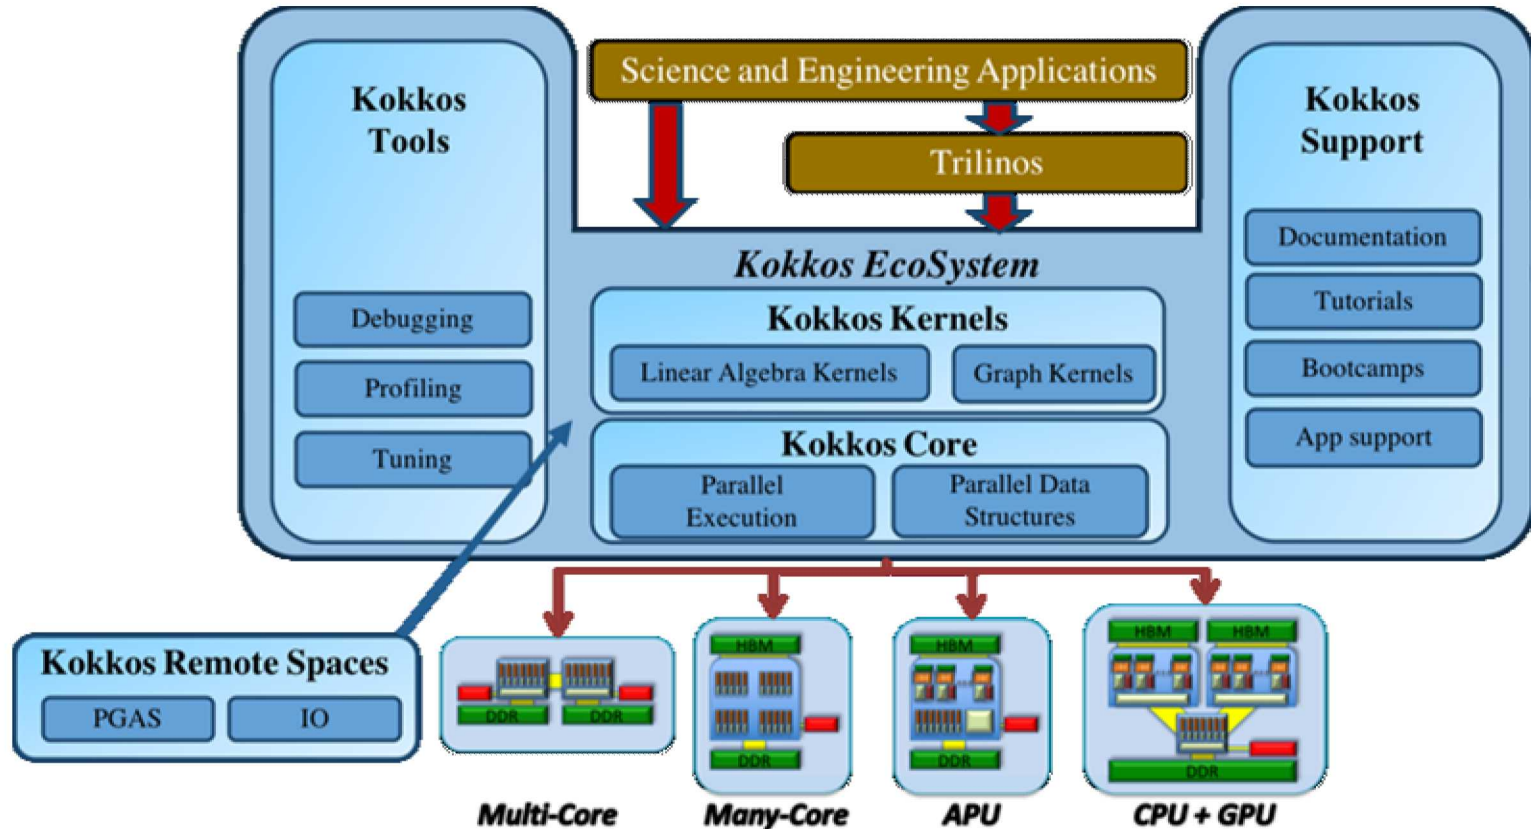 Kokkos
Tools
Debugging
Profiling
Tuning
Science and Engineering Applications
Trilinos
Kokkos EcoSystem
Kokkos Kernels
Linear Algebra Kernels
Graph Kernels
Kokkos Core
Parallel
Execution
Parallel Data
Structures
Kokkos
Support
Documentation
Tutorials
Bootcamps
App support
Kokkos Remote Spaces
PGAS
IO
DDR
DDR
Multi-Core
HBM
DDR
Many-Core
HBM
DDR
APU
HBM
HBM
DDR
CPU + GPU